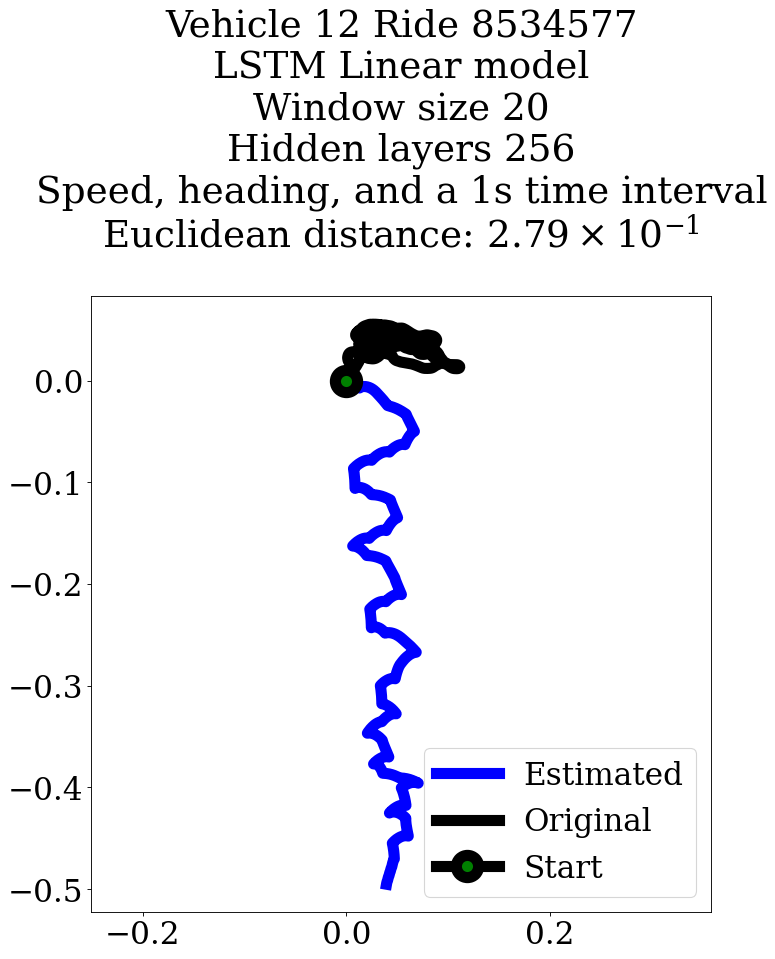 Vehicle 12 Ride 8534577
LSTM Linear model
Window size 20
Hidden layers 256
Speed, heading, and a 1s time interval
Euclidean distance: 2.79 × 10⁻¹
0.0
−0.1
−0.2
−0.3
−0.4
−0.5
Estimated
Original
Start
−0.2
0.0
0.2